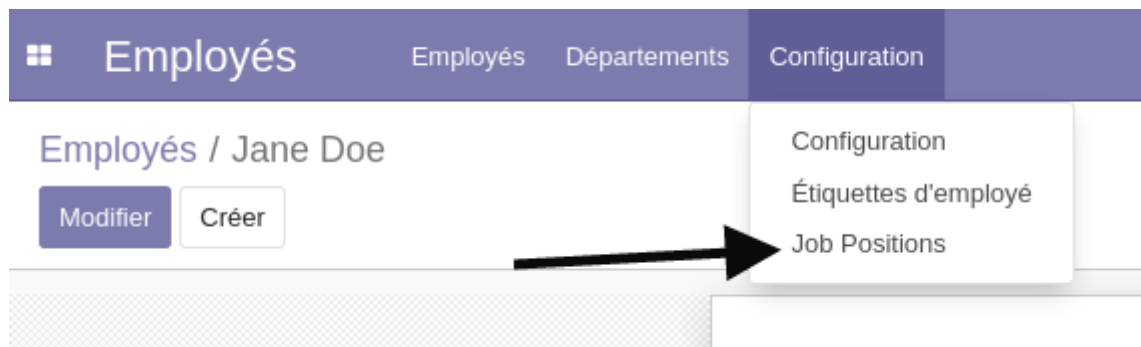 Employés Employés Départements Configuration
Employés / Jane Doe
Modifier Créer
Configuration
Étiquettes d'employé
Job Positions